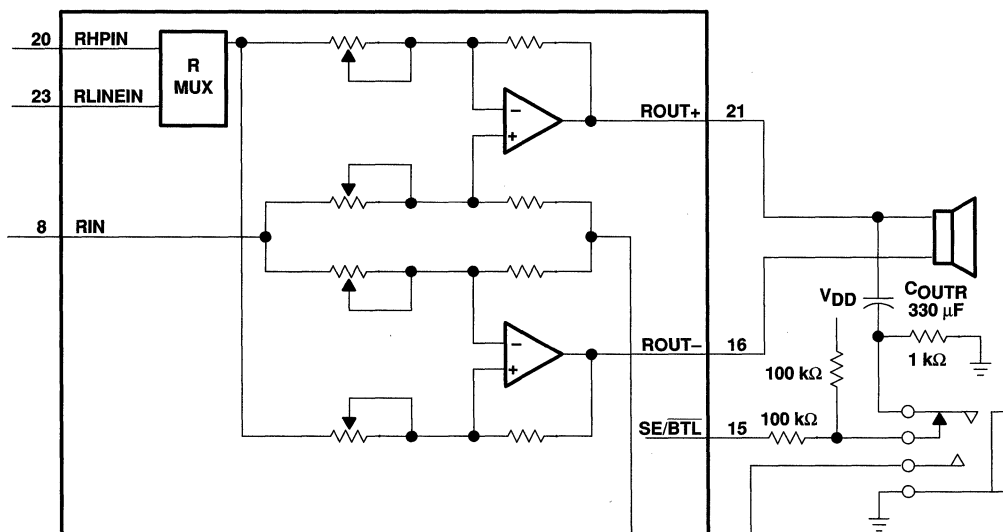 20 RHPIN
R
MUX
23 RLINEIN
ROUT+ 21
−
+
8 RIN
VDD
COUTR
330 μF
ROUT− 16
−
+
1 kΩ
100 kΩ
100 kΩ
SE/BTL 15